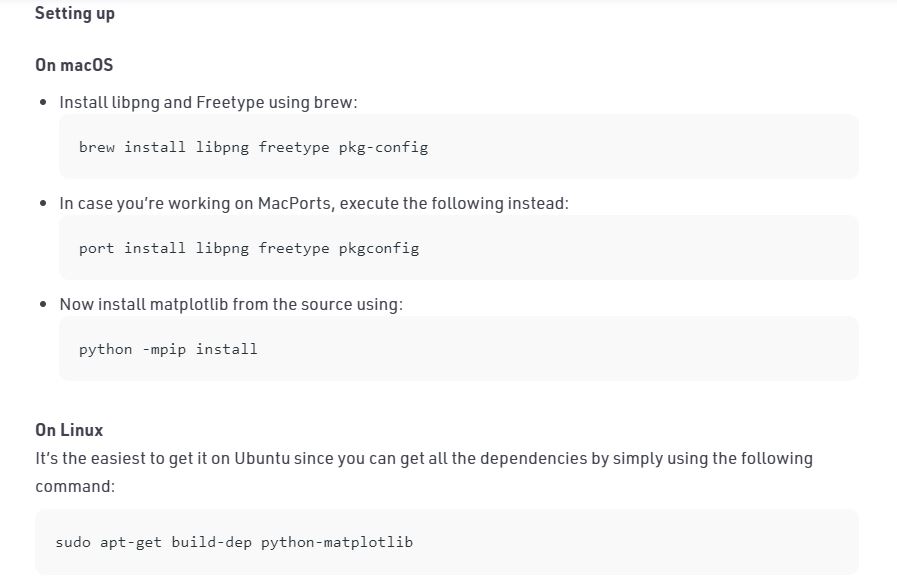 Setting up
On macOS
• Install libpng and Freetype using brew:
brew install libpng freetype pkg-config
• In case you’re working on MacPorts, execute the following instead:
port install libpng freetype pkgconfig
• Now install matplotlib from the source using:
python -mpip install
On Linux
It’s the easiest to get it on Ubuntu since you can get all the dependencies by simply using the following
command:
sudo apt-get build-dep python-matplotlib